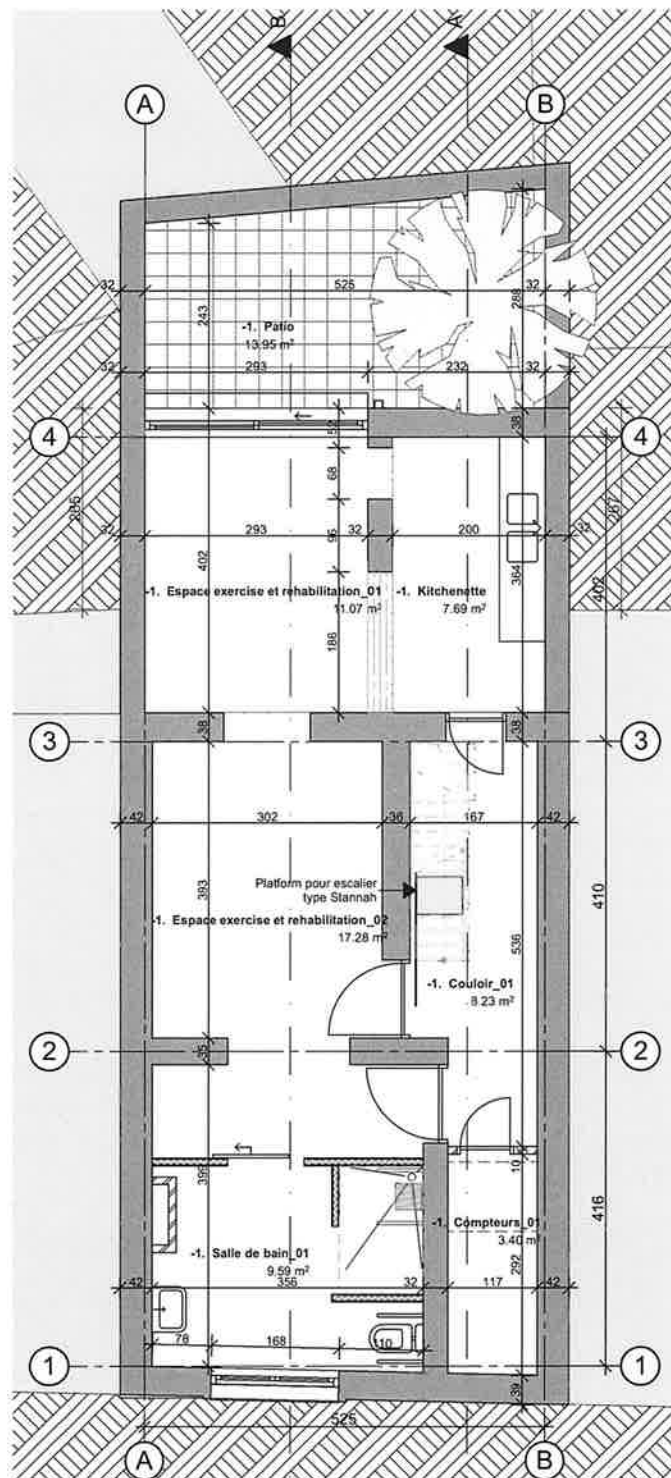 B
A
A
B
32
525
32
243
288
-1. Patio
13.95 m²
32
293
232
32
4
52
38
4
285
68
267
32
293
32
200
32
402
96
364
402
-1. Espace exercise et rehabilitation_01
11.07 m²
-1. Kitchenette
7.69 m²
186
3
38
38
3
42
302
36
167
42
393
Platform pour escalier
type Stannah
410
-1. Espace exercise et rehabilitation_02
17.28 m²
536
-1. Couloir_01
8.23 m²
2
35
2
399
10
416
-1. Compteurs_01
3.40 m²
-1. Salle de bain_01
9.59 m²
292
42
356
32
117
42
78
168
110
1
39
1
525
A
B